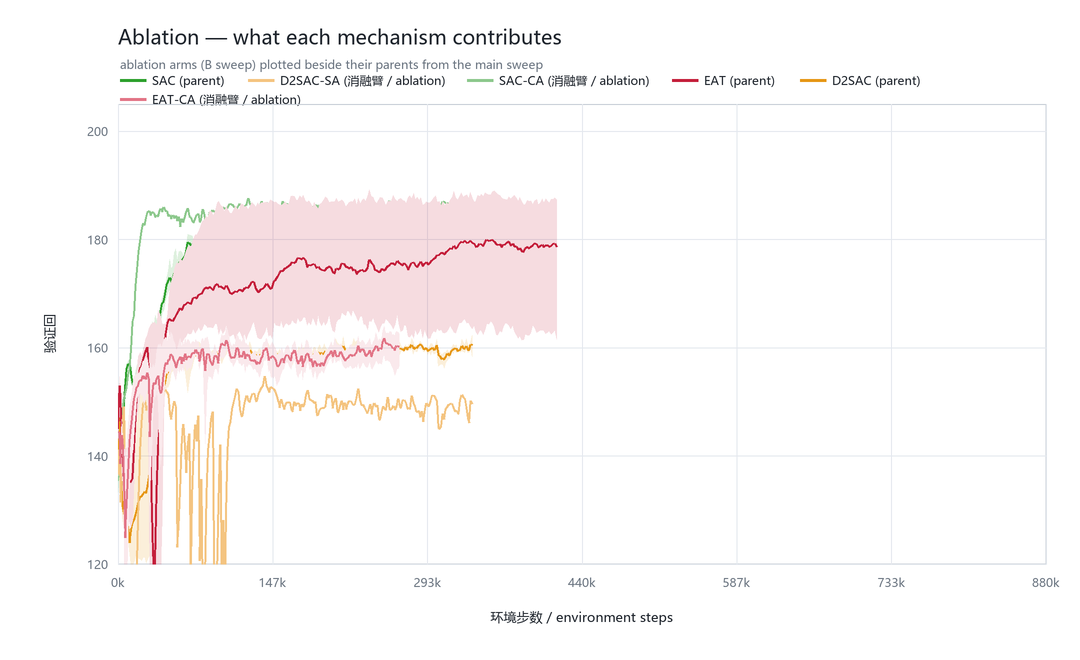 Ablation — what each mechanism contributes
ablation arms (B sweep) plotted beside their parents from the main sweep
SAC (parent) D2SAC-SA (消融臂 / ablation) SAC-CA (消融臂 / ablation) EAT (parent) D2SAC (parent)
EAT-CA (消融臂 / ablation)
200
180
160
140
120
验证回
0k 147k 293k 440k 587k 733k 880k
环境步数 / environment steps